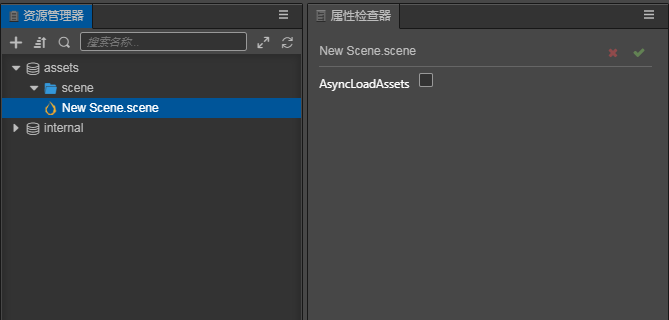 资源管理器
搜索名称...
assets
scene
New Scene.scene
internal
属性检查器
New Scene.scene
AsyncLoadAssets